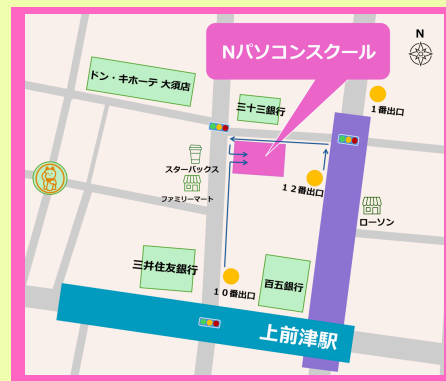 N
Nパソコンスクール
ドン・キホーテ 大須店
三十三銀行
1番出口
スターバックス
ファミリーマート
12番出口
ローソン
三井住友銀行
10番出口
百五銀行
上前津駅